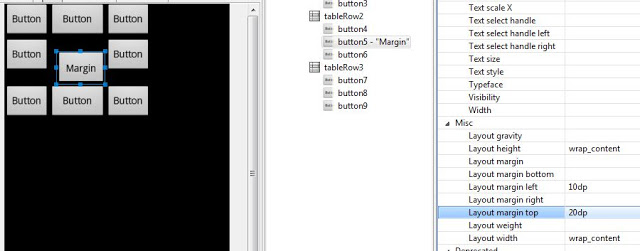 Button Button Button
Button Margin Button
Button Button Button
button3
tableRow2
button4
button5 - "Margin"
button6
tableRow3
button7
button8
button9
Text scale X
Text select handle
Text select handle left
Text select handle right
Text size
Text style
Typeface
Visibility
Width
Misc
Layout gravity
Layout height wrap_content
Layout margin
Layout margin bottom
Layout margin left 10dp
Layout margin right
Layout margin top 20dp
Layout weight
Layout width wrap_content
Deprecated